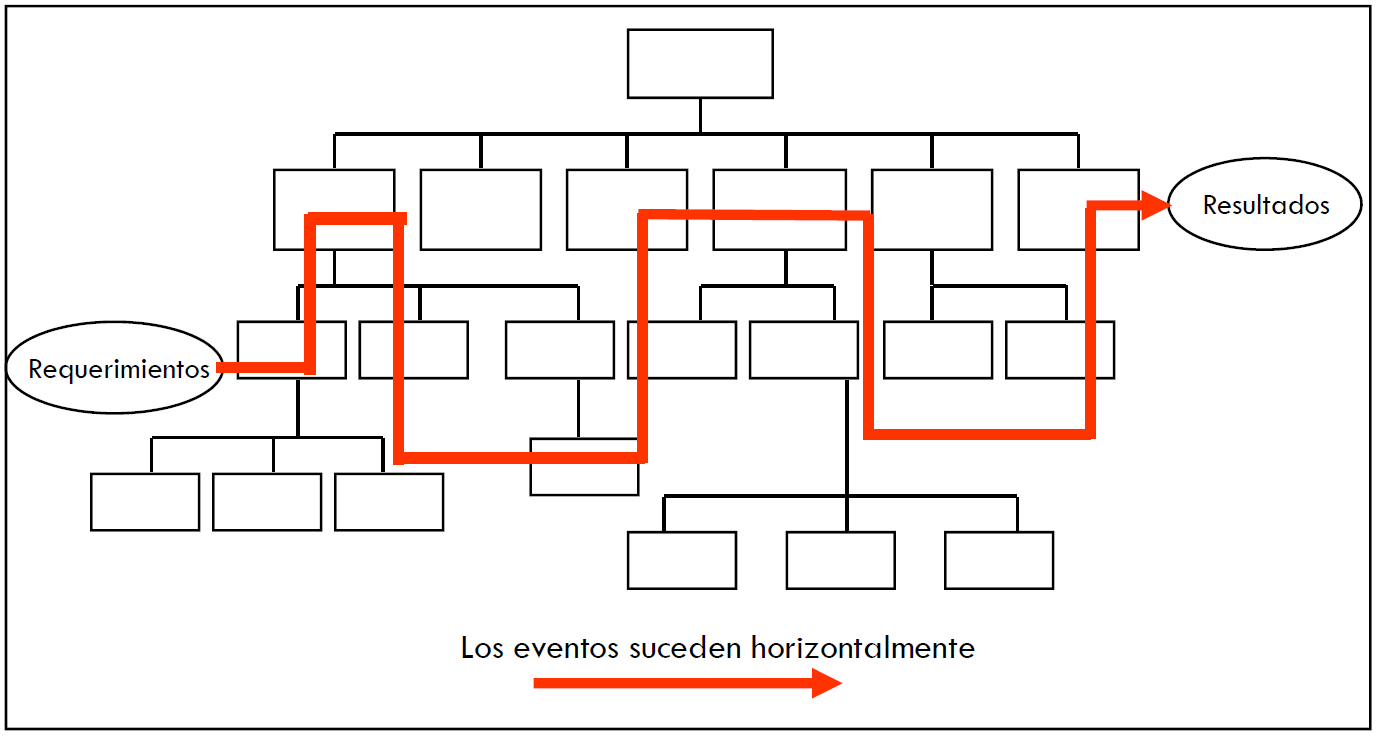 Resultados
Requerimientos
Los eventos suceden horizontalmente